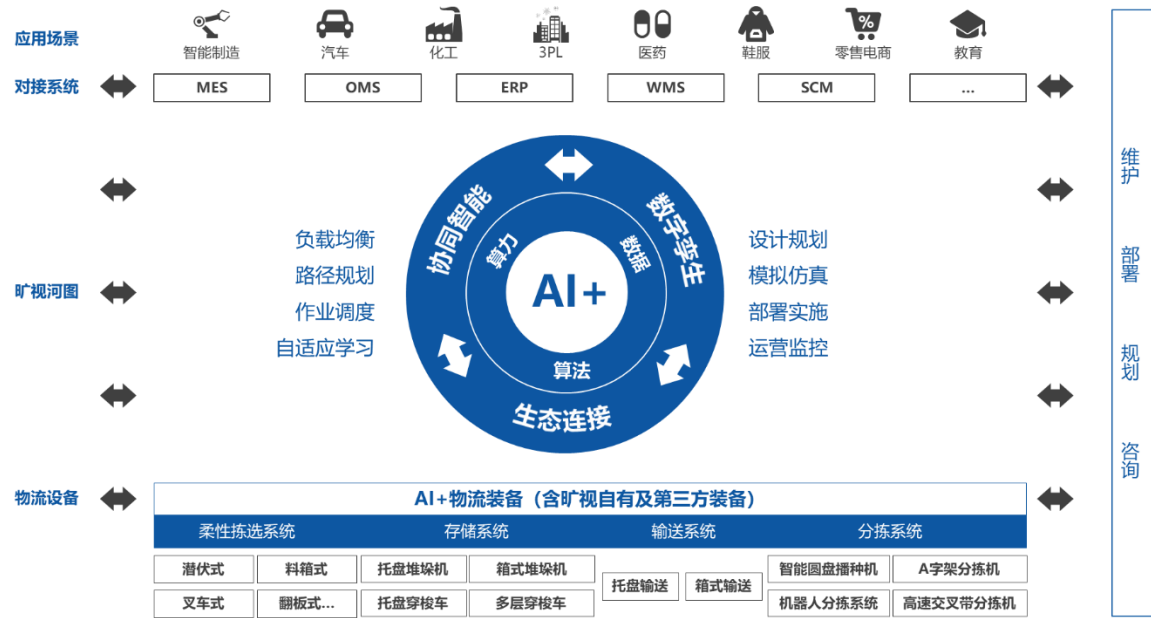 应用场景
智能制造
汽车
化工
3PL
医药
鞋服
零售电商
教育
对接系统
MES
OMS
ERP
WMS
SCM
...
旷视河图
负载均衡
路径规划
作业调度
自适应学习
协同智能
数字孪生
生态连接
算力
数据
算法
AI+
设计规划
模拟仿真
部署实施
运营监控
物流设备
AI+物流装备（含旷视自有及第三方装备）
柔性拣选系统
存储系统
输送系统
分拣系统
潜伏式
料箱式
托盘堆垛机
箱式堆垛机
托盘输送
箱式输送
智能圆盘播种机
A字架分拣机
叉车式
翻板式...
托盘穿梭车
多层穿梭车
机器人分拣系统
高速交叉带分拣机
维护
部署
规划
咨询